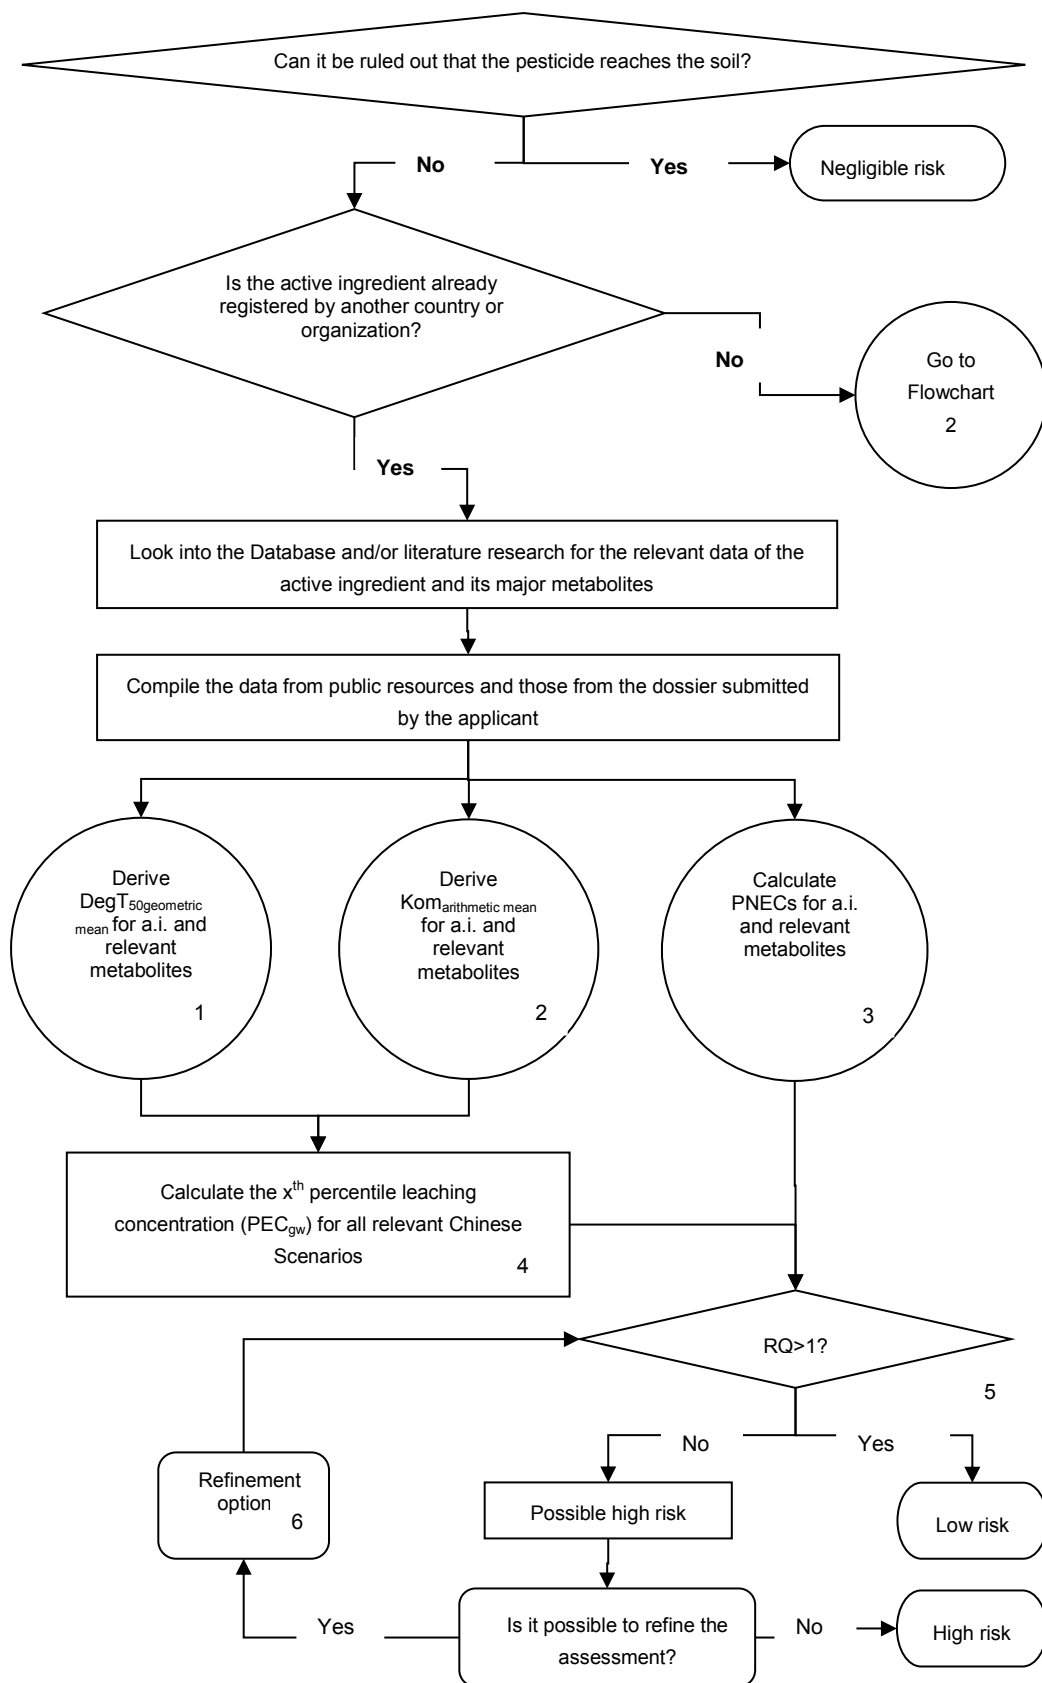 Can it be ruled out that the pesticide reaches the soil?
No
Yes
Negligible risk
Is the active ingredient already
registered by another country or
organization?
No
Go to
Flowchart
2
Yes
Look into the Database and/or literature research for the relevant data of the
active ingredient and its major metabolites
Compile the data from public resources and those from the dossier submitted
by the applicant
Derive
DegT50geometric
mean for a.i. and
relevant
metabolites
1
Derive
Komarithmetic mean
for a.i. and
relevant
metabolites
2
Calculate
PNECs for a.i.
and relevant
metabolites
3
Calculate the xth percentile leaching
concentration (PECgw) for all relevant Chinese
Scenarios
4
RQ>1?
5
No
Yes
Refinement
option
6
Possible high risk
Low risk
Yes
Is it possible to refine the
assessment?
No
High risk